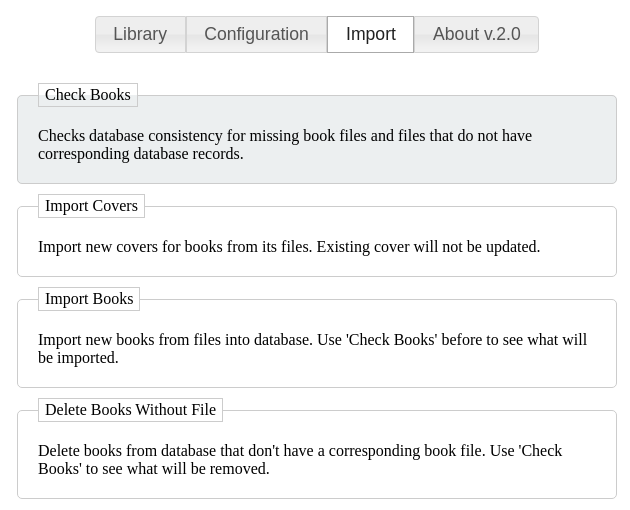 Library Configuration Import About v.2.0
Check Books
Checks database consistency for missing book files and files that do not have
corresponding database records.
Import Covers
Import new covers for books from its files. Existing cover will not be updated.
Import Books
Import new books from files into database. Use 'Check Books' before to see what will
be imported.
Delete Books Without File
Delete books from database that don't have a corresponding book file. Use 'Check
Books' to see what will be removed.